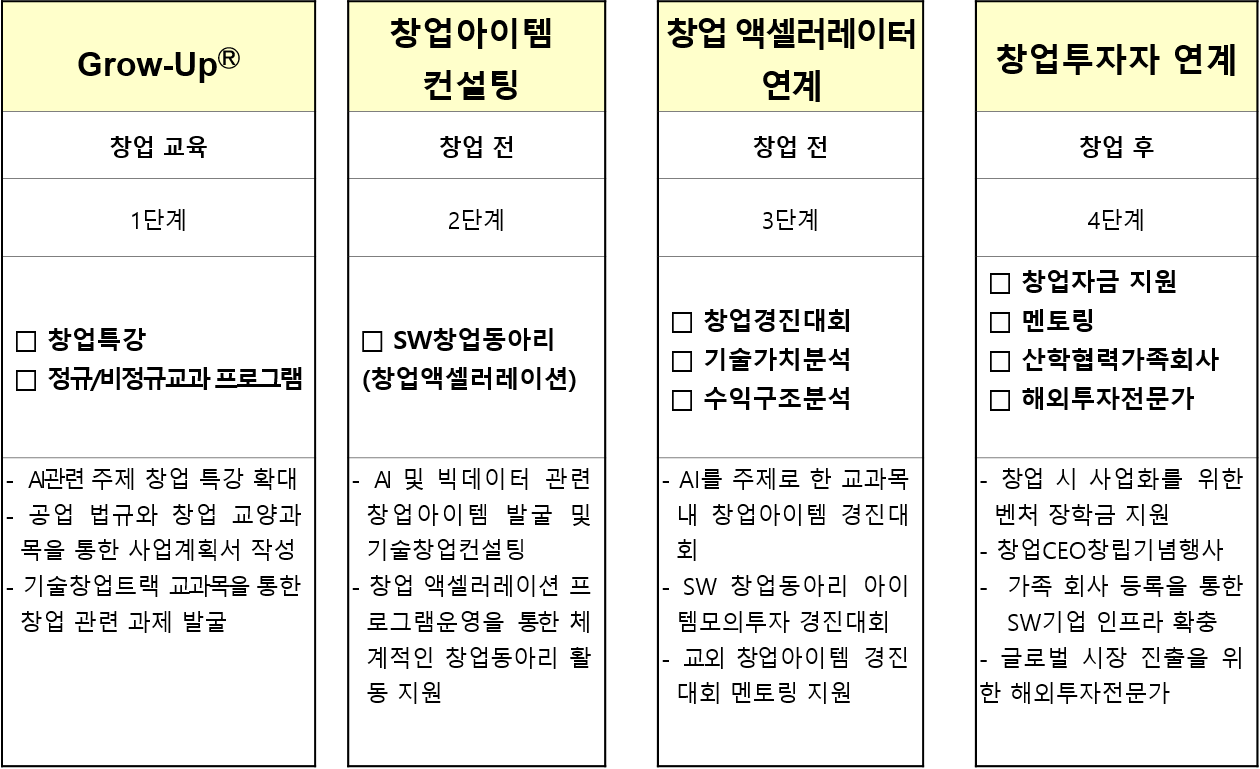 Grow-Up®
창업 교육
1단계
□ 창업특강
□ 정규/비정규교과 프로그램
- AI관련 주제 창업 특강 확대
- 공업 법규와 창업 교양과
목을 통한 사업계획서 작성
- 기술창업트랙 교과목을 통한
창업 관련 과제 발굴
창업아이템
컨설팅
창업 전
2단계
□ SW창업동아리
(창업액셀러레이션)
- AI 및 빅데이터 관련
창업아이템 발굴 및
기술창업컨설팅
- 창업 액셀러레이션 프
로그램운영을 통한 체
계적인 창업동아리 활
동 지원
창업 액셀러레이터
연계
창업 전
3단계
□ 창업경진대회
□ 기술가치분석
□ 수익구조분석
- AI를 주제로 한 교과목
내 창업아이템 경진대
회
- SW 창업동아리 아이
템모의투자 경진대회
- 교외 창업아이템 경진
대회 멘토링 지원
창업투자자 연계
창업 후
4단계
□ 창업자금 지원
□ 멘토링
□ 산학협력가족회사
□ 해외투자전문가
- 창업 시 사업화를 위한
벤처 장학금 지원
- 창업CEO창립기념행사
- 가족 회사 등록을 통한
SW기업 인프라 확충
- 글로벌 시장 진출을 위
한 해외투자전문가